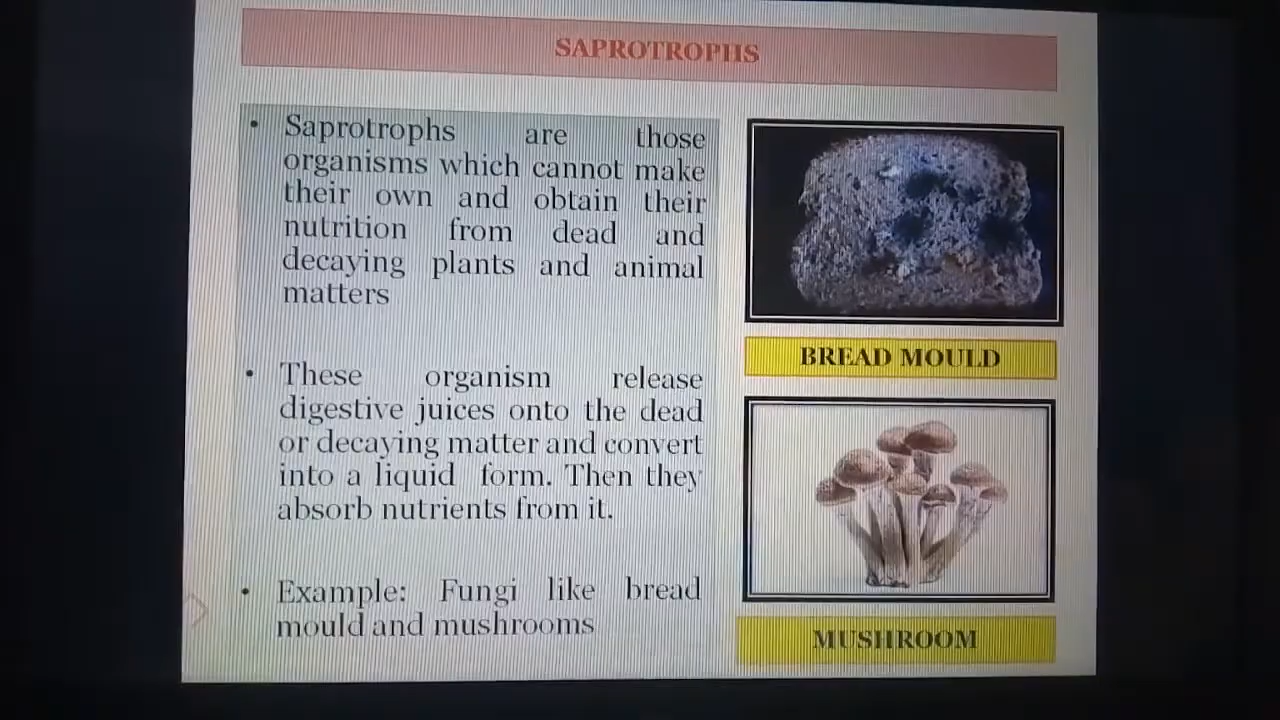 SAPROTROPHS
• Saprotrophs are those
organisms which cannot make
their own and obtain their
nutrition from dead and
decaying plants and animal
matters
• These organism release
digestive juices onto the dead
or decaying matter and convert
into a liquid form. Then they
absorb nutrients from it.
• Example: Fungi like bread
mould and mushrooms
BREAD MOULD
MUSHROOM